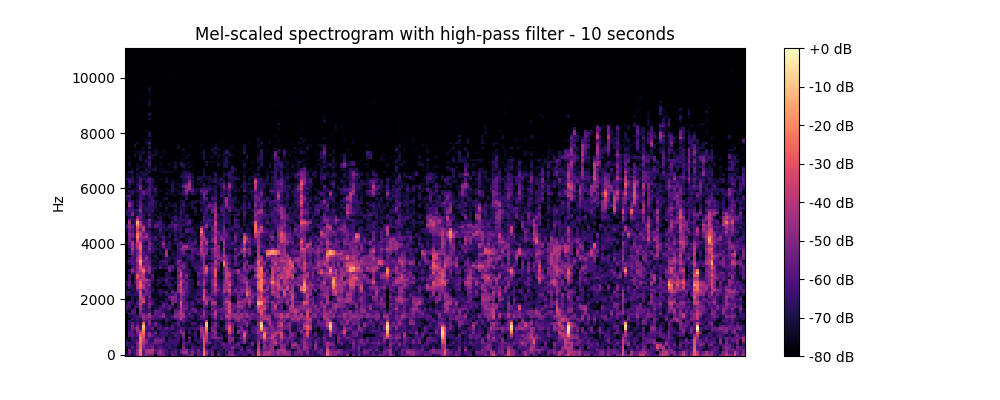 Mel-scaled spectrogram with high-pass filter - 10 seconds
Hz
10000
8000
6000
4000
2000
0
+0 dB
-10 dB
-20 dB
-30 dB
-40 dB
-50 dB
-60 dB
-70 dB
-80 dB